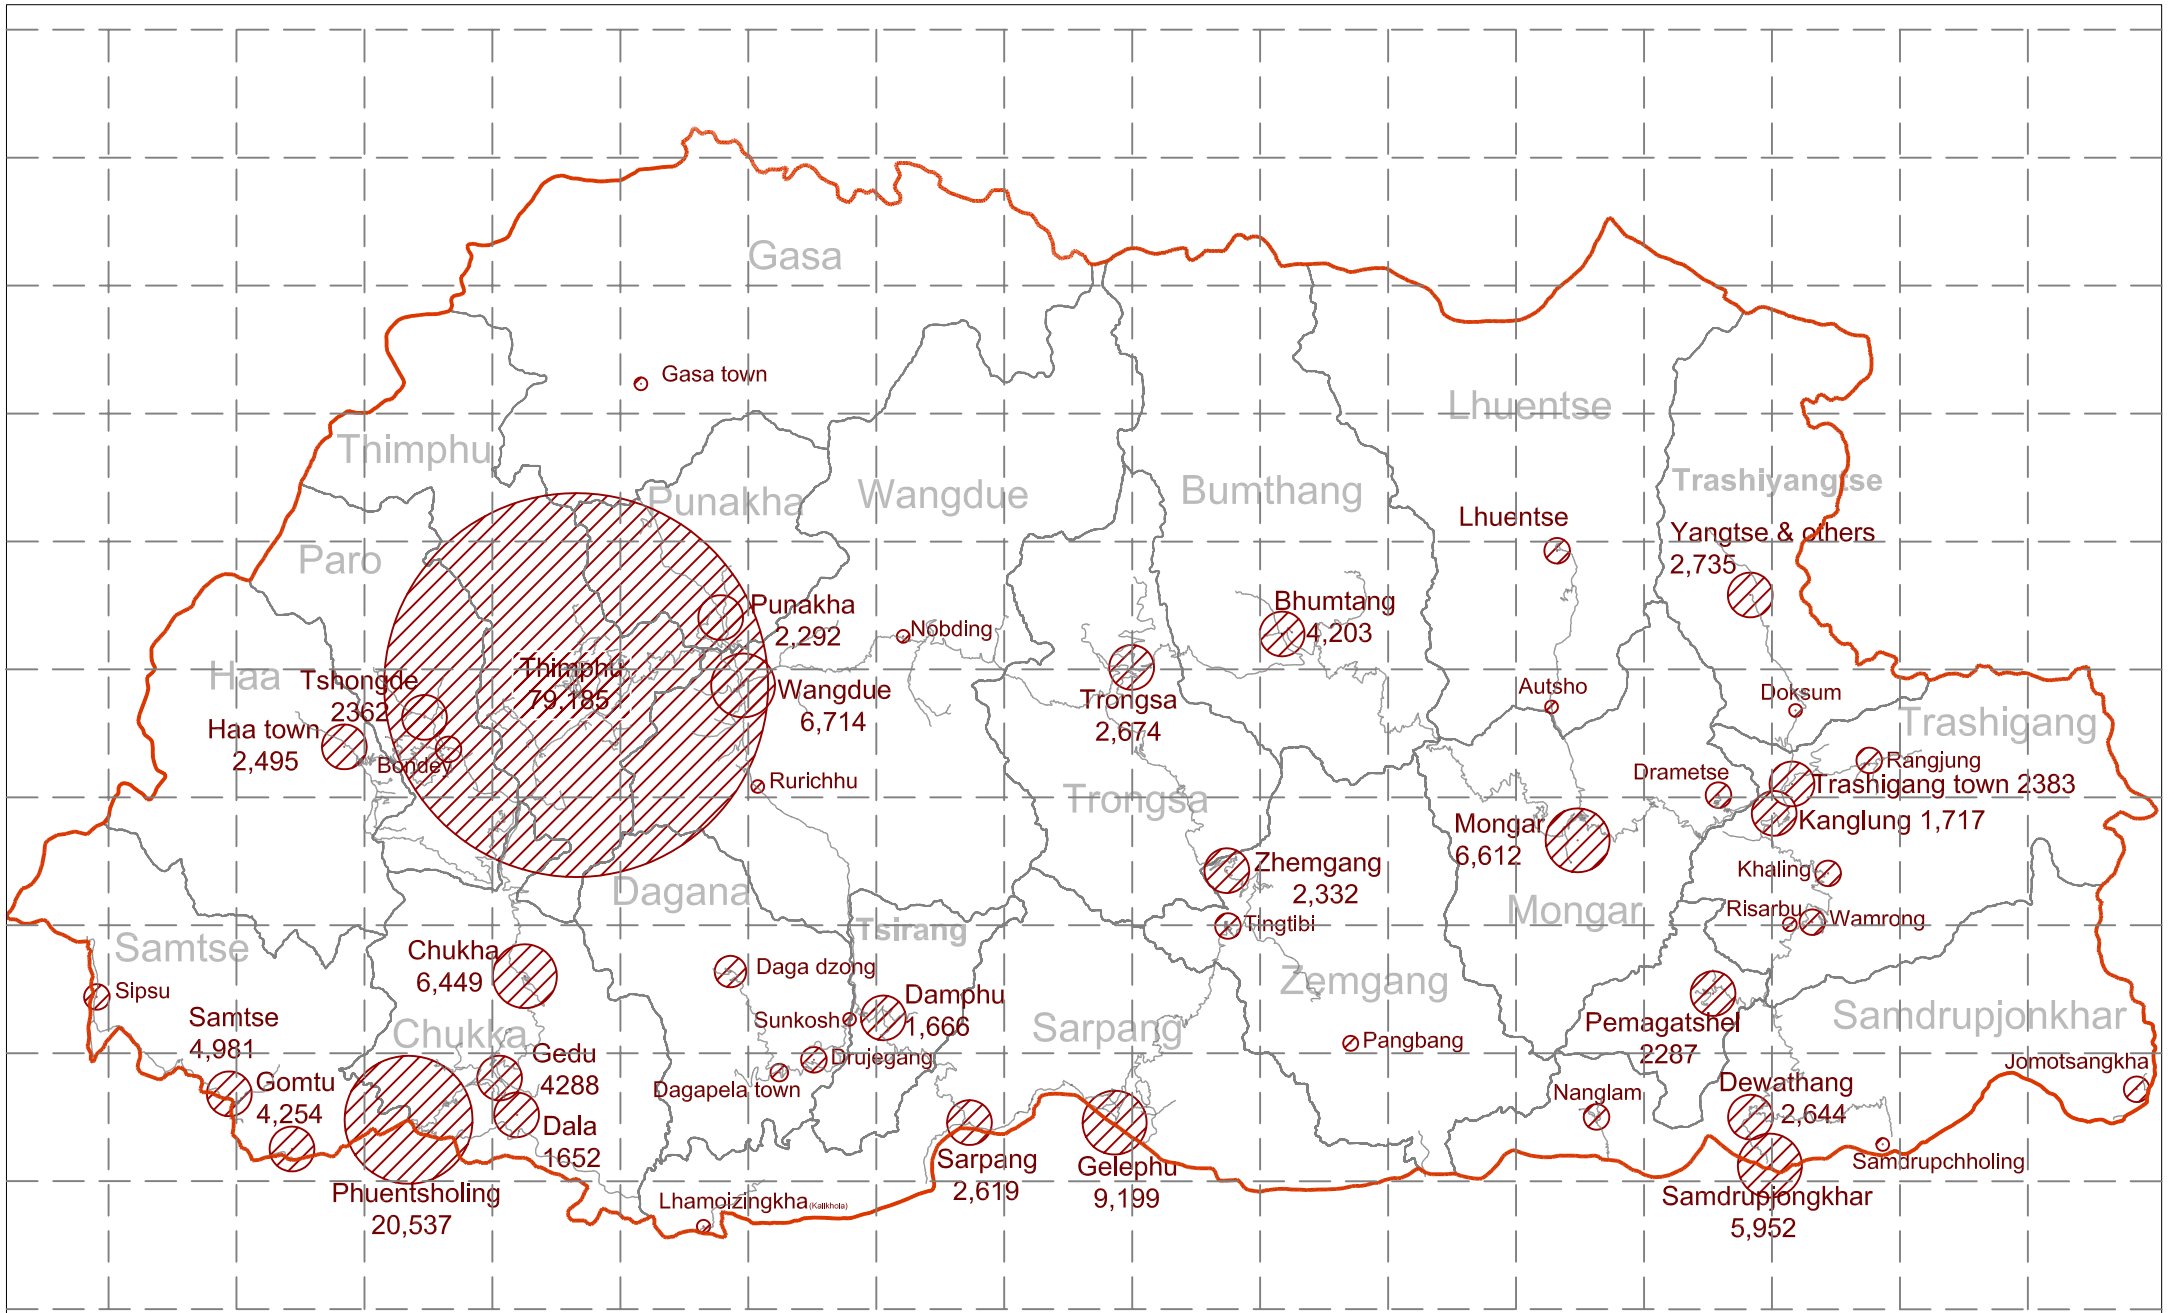 Gasa
Gasa town
Thimphu
Lhuentse
Punakha
Wangdue
Bumthang
Trashiyangtse
Lhuentse
Yangtse & others
2,735
Paro
Punakha
2,292
Nobding
Bhumtang
4,203
Haa
Tshongde
2362
Thimphu
79,185
Wangdue
6,714
Trongsa
2,674
Autsho
Doksum
Trashigang
Haa town
2,495
Bondey
Rurichhu
Trongsa
Drametse
Rangjung
Trashigang town 2383
Mongar
6,612
Kanglung 1,717
Dagana
Zhemgang
2,332
Khaling
Tsirang
Tingtibi
Mongar
Risarbu
Wamrong
Samtse
Chukha
6,449
Daga dzong
Zemgang
Sipsu
Damphu
1,666
Samtse
4,981
Chukka
Sunkosh
Sarpang
Pangbang
Pemagatshel
2287
Samdrupjonkhar
Gedu
4288
Drujegang
Jomotsangkha
Gomtu
4,254
Dagapela town
Nanglam
Dewathang
2,644
Dala
1652
Sarpang
2,619
Gelephu
9,199
Samdrupchholing
Phuentsholing
20,537
Lhamoizingkha (Kalikhola)
Samdrupjongkhar
5,952